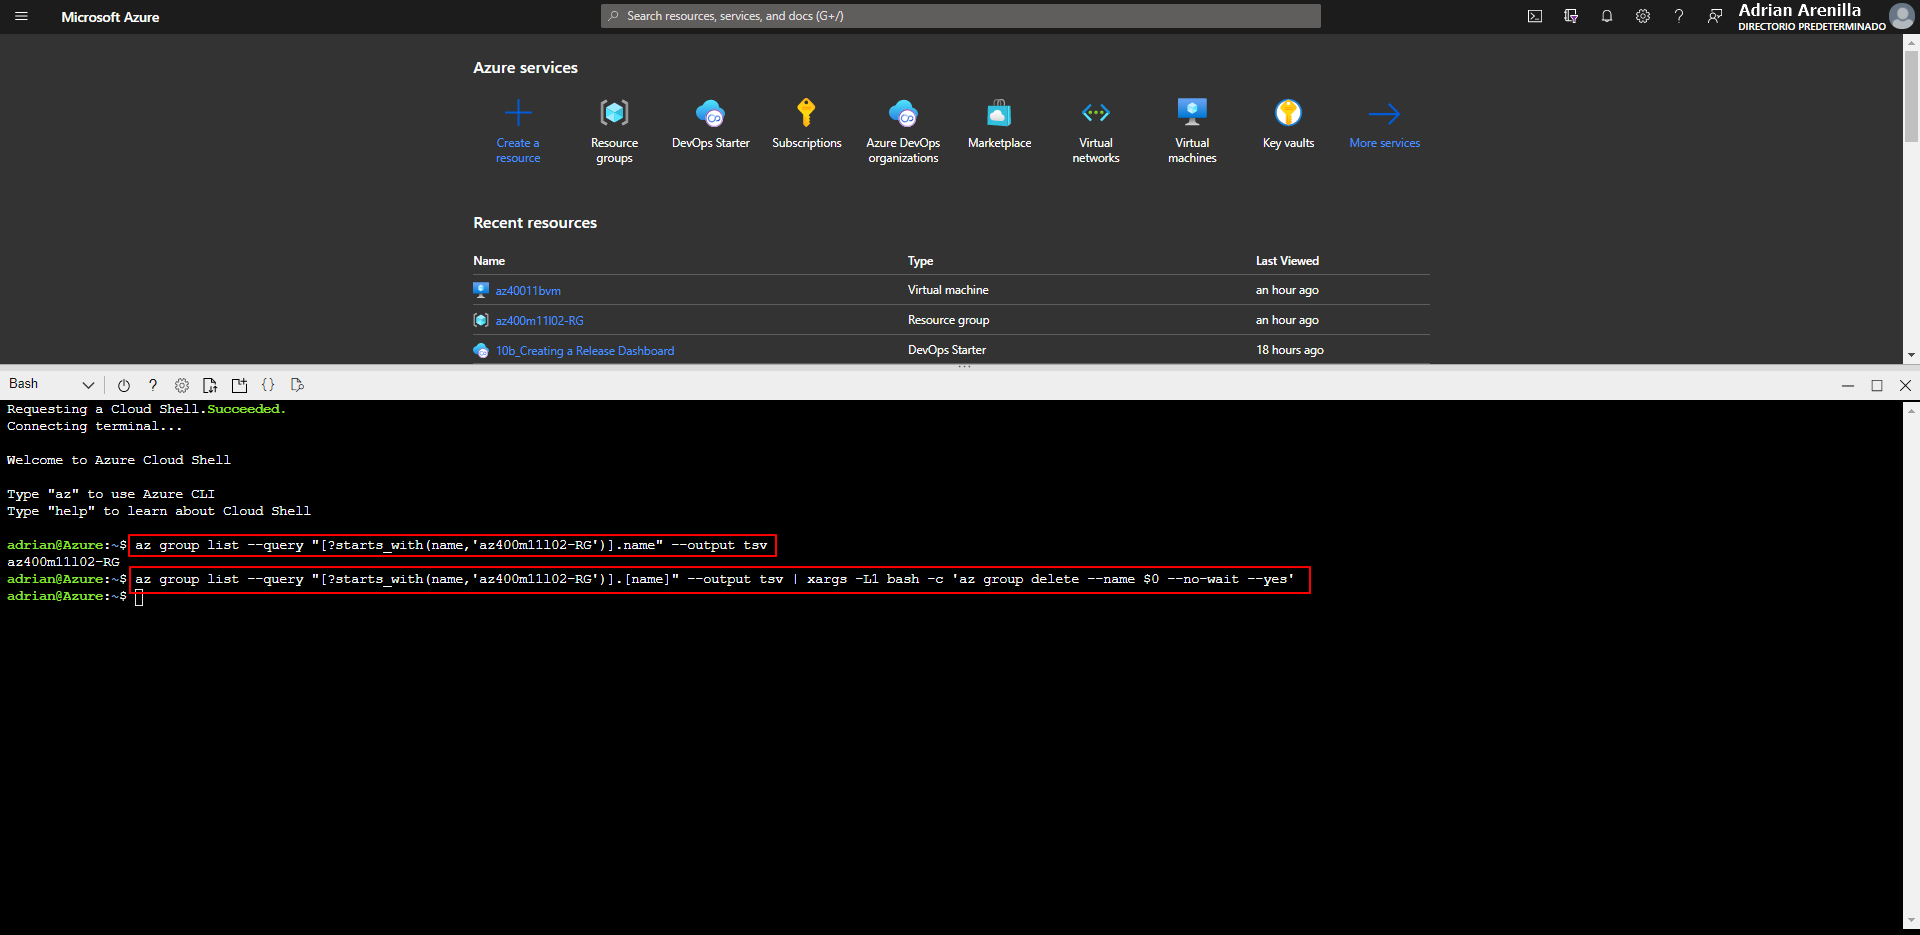 Microsoft Azure
Search resources, services, and docs (G+/)
Adrian Arenilla
DIRECTORIO PREDETERMINADO
Azure services
Create a resource
Resource groups
DevOps Starter
Subscriptions
Azure DevOps organizations
Marketplace
Virtual networks
Virtual machines
Key vaults
More services
Recent resources
Name Type Last Viewed
az40011bvm Virtual machine an hour ago
az400m11l02-RG Resource group an hour ago
10b_Creating a Release Dashboard DevOps Starter 18 hours ago
Bash
Requesting a Cloud Shell.Succeeded.
Connecting terminal...
Welcome to Azure Cloud Shell
Type "az" to use Azure CLI
Type "help" to learn about Cloud Shell
adrian@Azure:~$ az group list --query "[?starts_with(name,'az400m11l02-RG')].name" --output tsv
az400m11l02-RG
adrian@Azure:~$ az group list --query "[?starts_with(name,'az400m11l02-RG')].[name]" --output tsv | xargs -L1 bash -c 'az group delete --name $0 --no-wait --yes'
adrian@Azure:~$